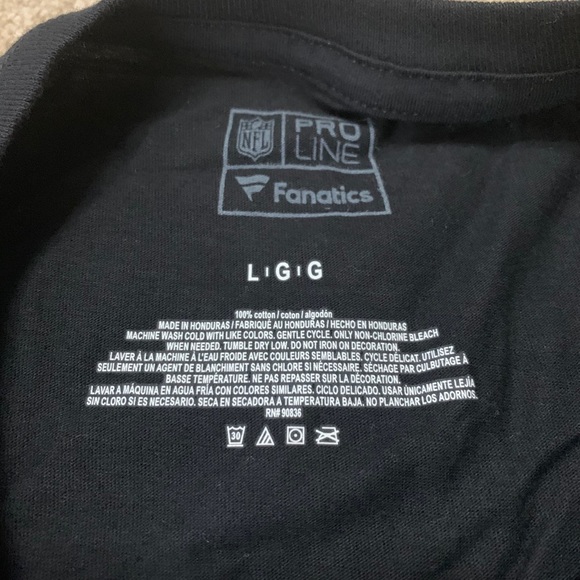 NFL
PRO
LINE
Fanatics
L G G
100% cotton / coton / algodón
MADE IN HONDURAS / FABRIQUÉ AU HONDURAS / HECHO EN HONDURAS
MACHINE WASH COLD WITH LIKE COLORS. GENTLE CYCLE. ONLY NON-CHLORINE BLEACH
WHEN NEEDED. TUMBLE DRY LOW. DO NOT IRON ON DECORATION.
LAVER À LA MACHINE À L'EAU FROIDE AVEC COULEURS SEMBLABLES. CYCLE DÉLICAT. UTILISEZ
SEULEMENT UN AGENT DE BLANCHIMENT SANS CHLORE SI NÉCESSAIRE. SÉCHAGE PAR CULBUTAGE À
BASSE TEMPÉRATURE. NE PAS REPASSER SUR LA DÉCORATION.
LAVAR A MÁQUINA EN AGUA FRÍA CON COLORES SIMILARES. CICLO DELICADO. USAR ÚNICAMENTE LEJÍA
SIN CLORO SI ES NECESARIO. SECA EN SECADORA A TEMPERATURA BAJA. NO PLANCHAR LOS ADORNOS.
RN# 90836
30